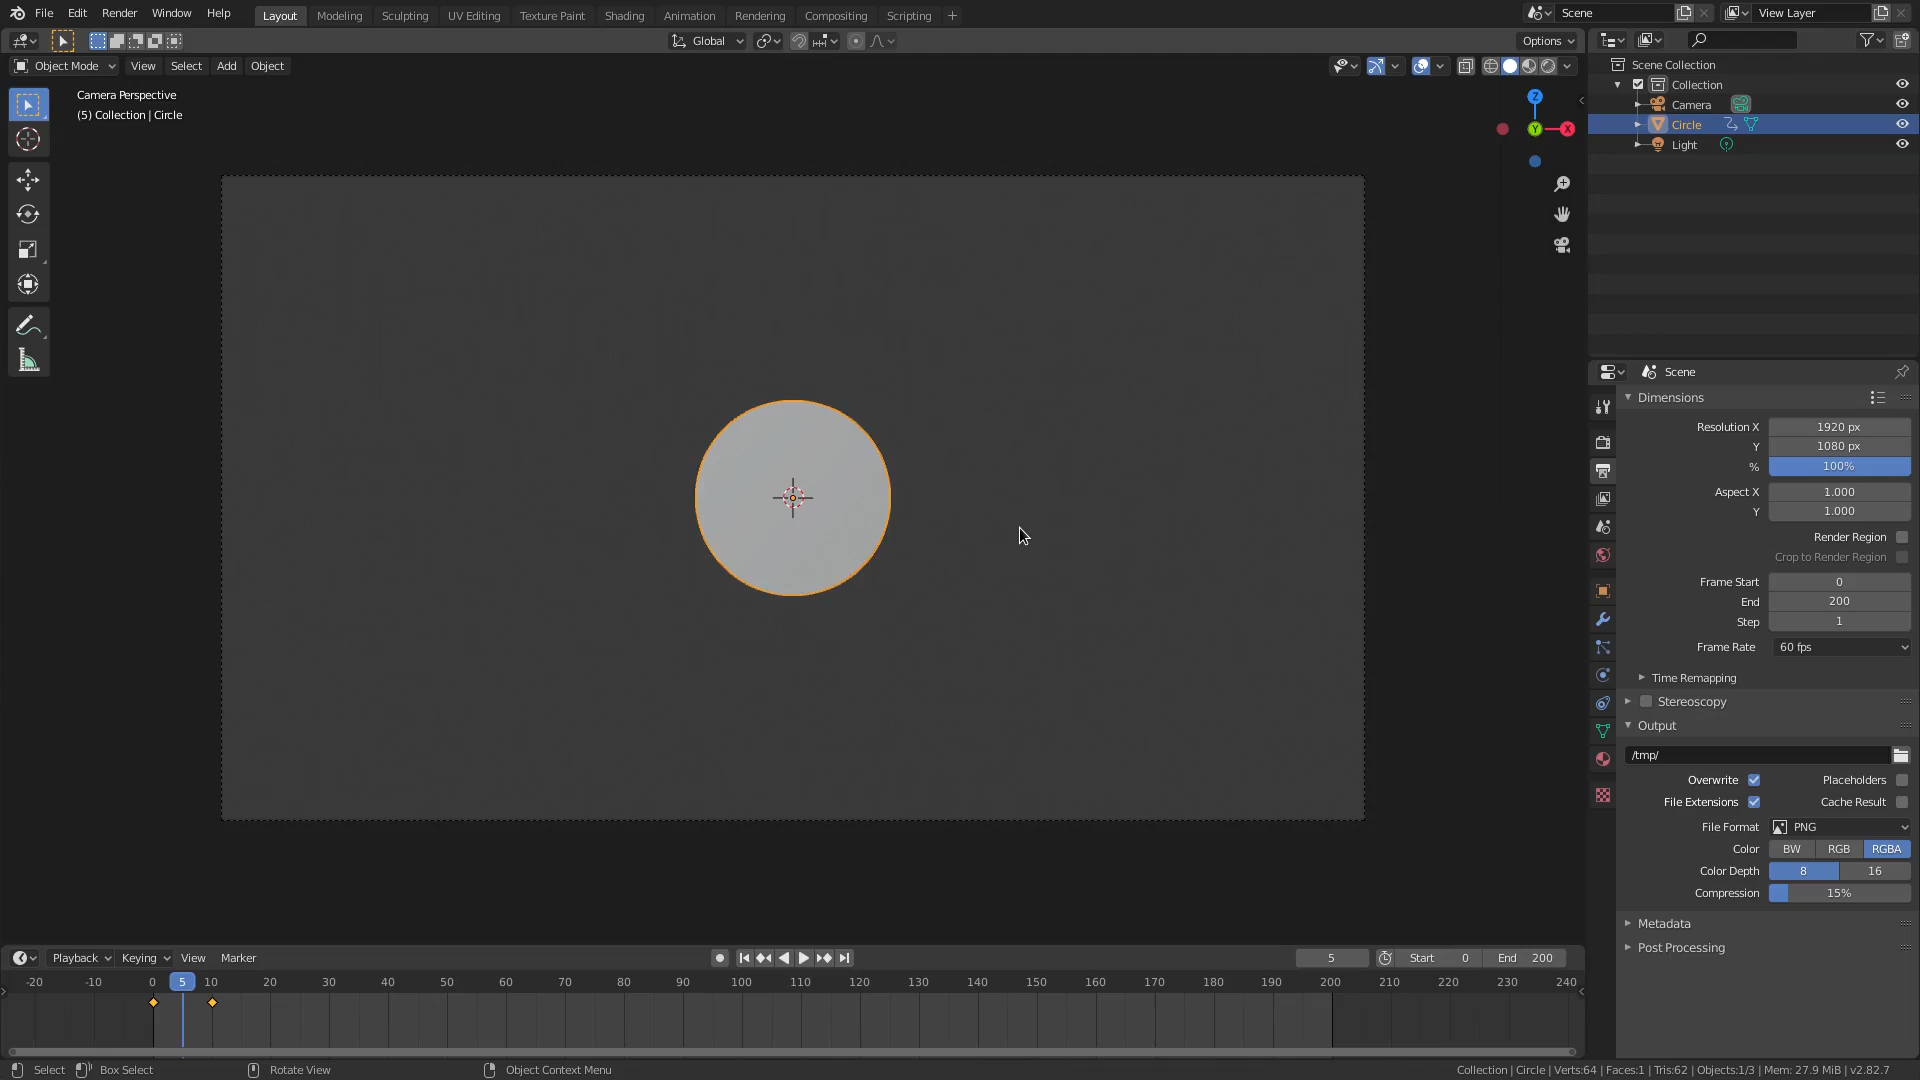 File Edit Render Window Help Layout Modeling Sculpting UV Editing Texture Paint Shading Animation Rendering Compositing Scripting + Scene View Layer
Global Options
Object Mode View Select Add Object
Camera Perspective
(5) Collection | Circle
Z
Y X
Scene Collection
Collection
Camera
Circle
Light
Scene
Dimensions
Resolution X 1920 px
Y 1080 px
% 100%
Aspect X 1.000
Y 1.000
Render Region
Crop to Render Region
Frame Start 0
End 200
Step 1
Frame Rate 60 fps
Time Remapping
Stereoscopy
Output
/tmp/
Overwrite Placeholders
File Extensions Cache Result
File Format PNG
Color BW RGB RGBA
Color Depth 8 16
Compression 15%
Metadata
Post Processing
Playback Keying View Marker 5 Start 0 End 200
-20 -10 0 5 10 20 30 40 50 60 70 80 90 100 110 120 130 140 150 160 170 180 190 200 210 220 230 240
Select Box Select Rotate View Object Context Menu Collection | Circle | Verts:64 | Faces:1 | Tris:62 | Objects:1/3 | Mem: 27.9 MiB | v2.82.7